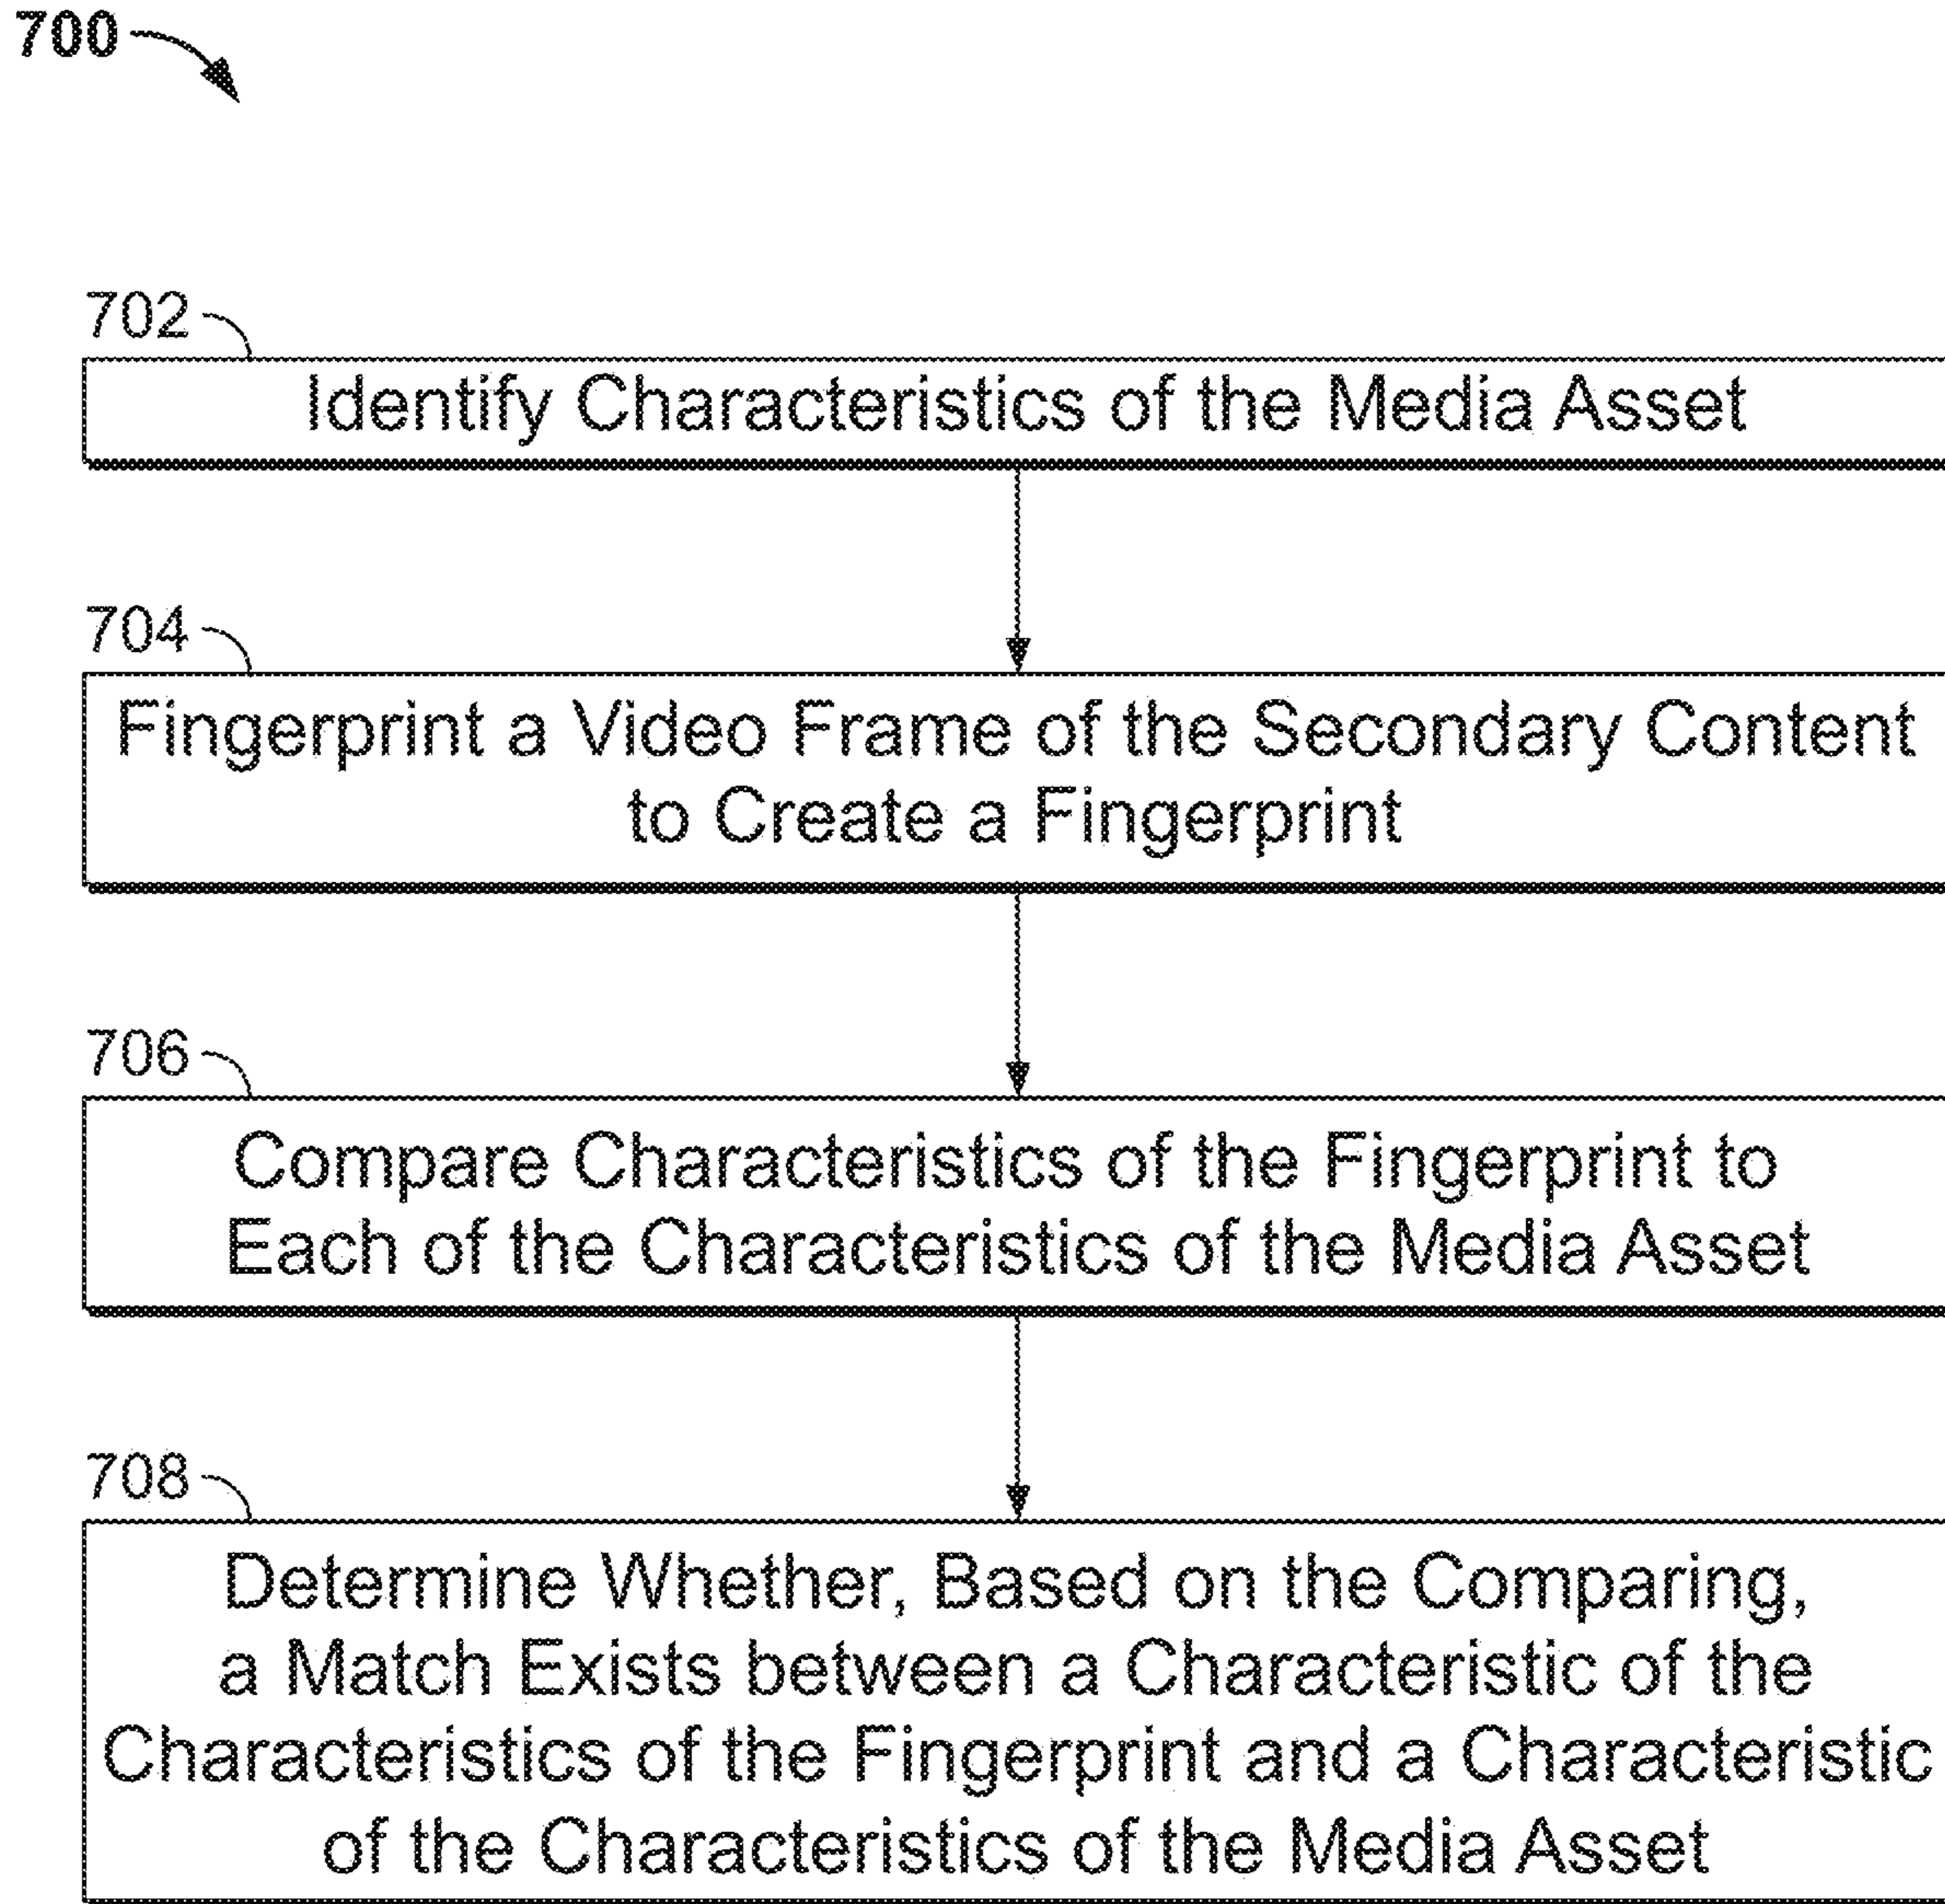 700
702
Identify Characteristics of the Media Asset
704
Fingerprint a Video Frame of the Secondary Content
to Create a Fingerprint
706
Compare Characteristics of the Fingerprint to
Each of the Characteristics of the Media Asset
708
Determine Whether, Based on the Comparing,
a Match Exists between a Characteristic of the
Characteristics of the Fingerprint and a Characteristic
of the Characteristics of the Media Asset